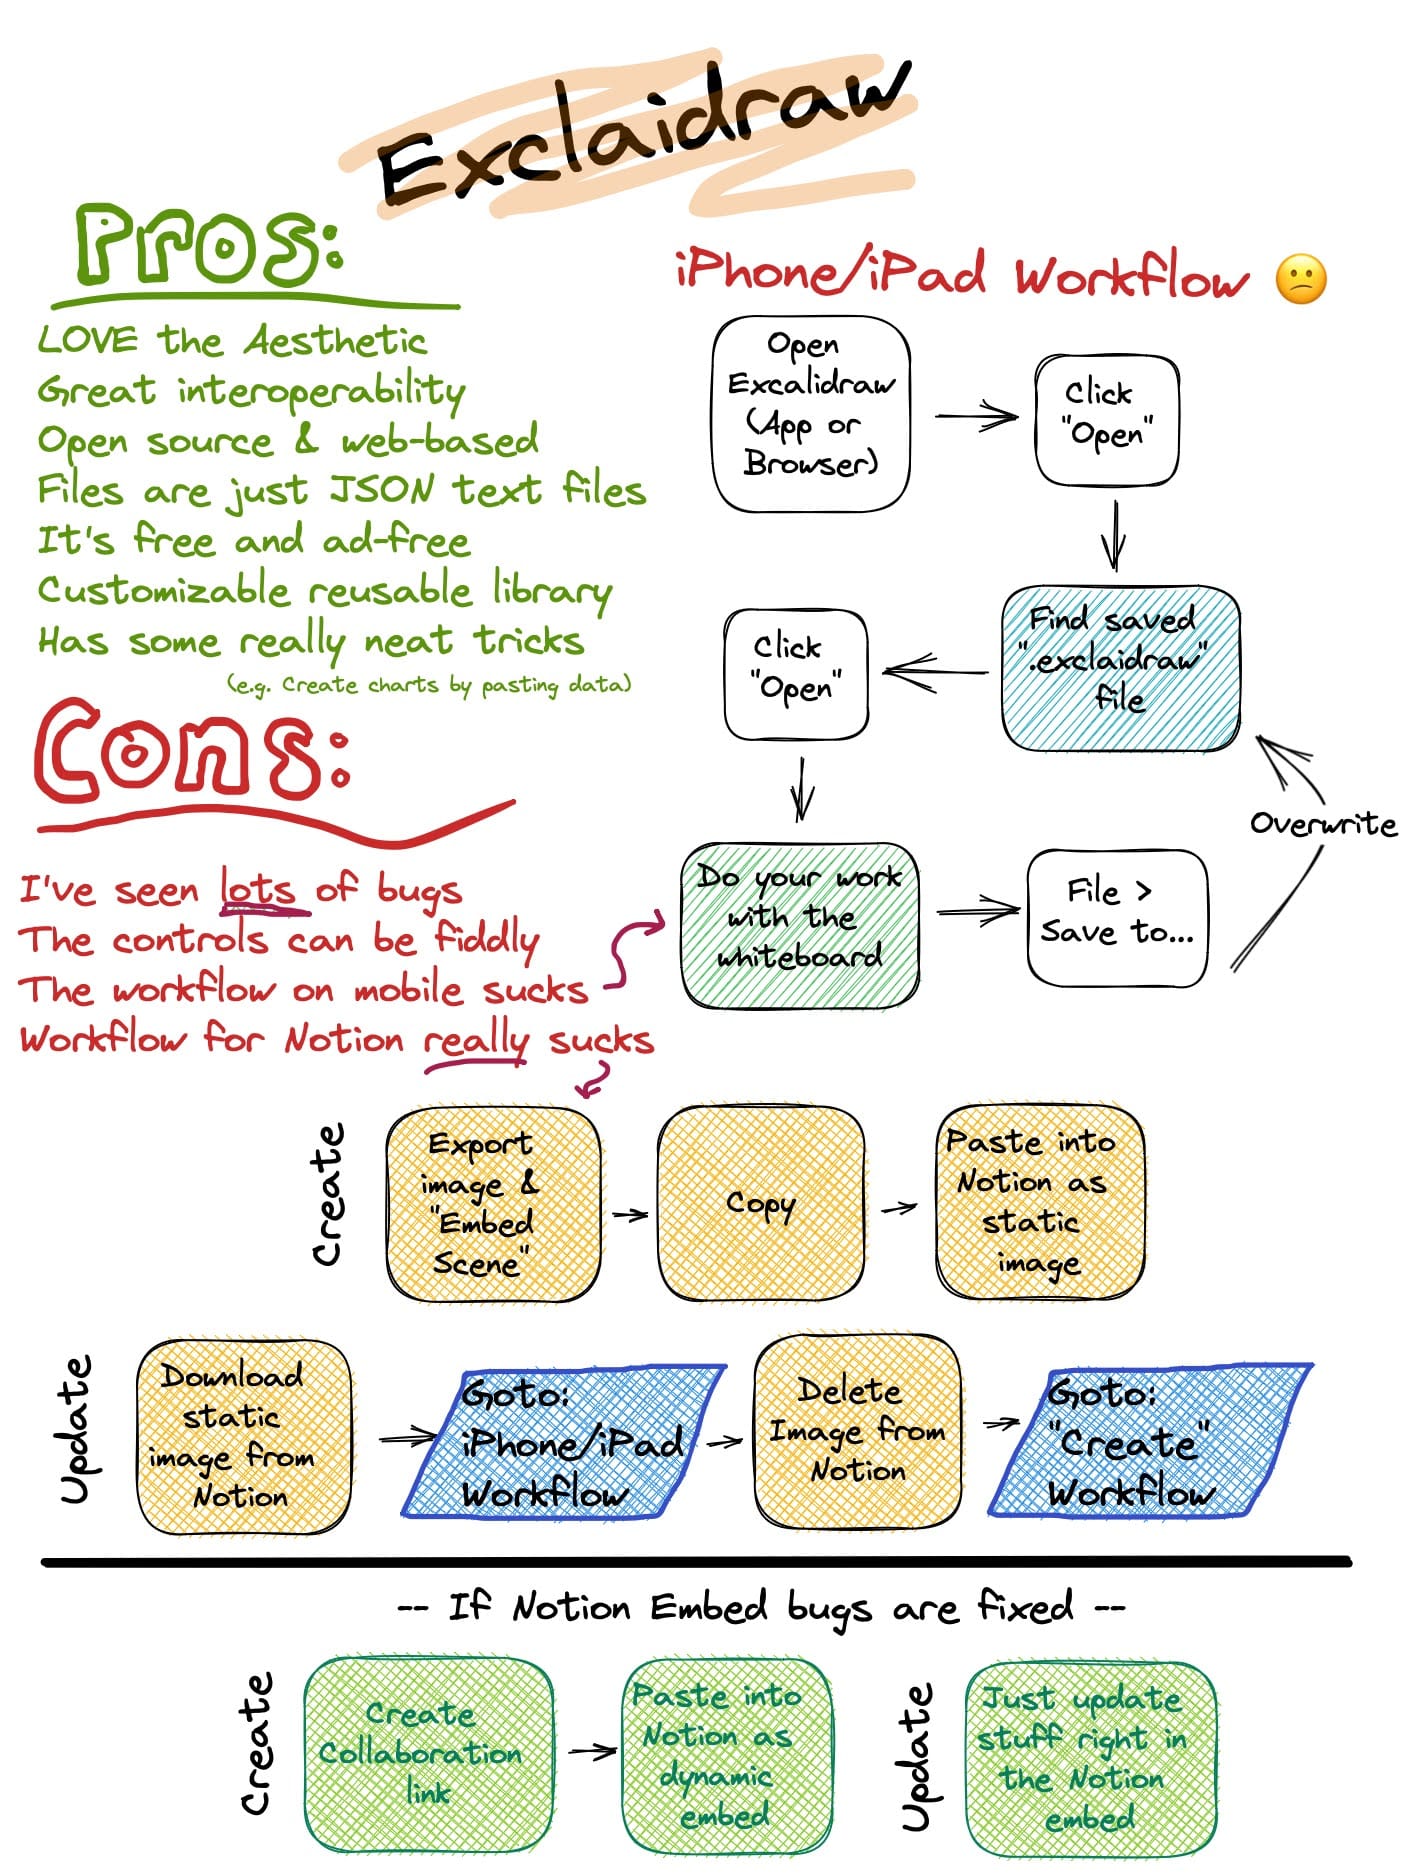 Exclaidraw
Pros:
LOVE the Aesthetic
Great interoperability
Open source & web-based
Files are just JSON text files
It's free and ad-free
Customizable reusable library
Has some really neat tricks
(e.g. Create charts by pasting data)
Cons:
I've seen lots of bugs
The controls can be fiddly
The workflow on mobile sucks
Workflow for Notion really sucks
iPhone/iPad Workflow 😕
Open
Excalidraw
(App or
Browser)
Click
"Open"
Find saved
".exclaidraw"
file
Click
"Open"
Do your work
with the
whiteboard
File >
Save to...
Overwrite
Create
Export
image &
"Embed
Scene"
Copy
Paste into
Notion as
static
image
Update
Download
static
image from
Notion
Goto:
iPhone/iPad
Workflow
Delete
Image from
Notion
Goto:
"Create"
Workflow
-- If Notion Embed bugs are fixed --
Create
Create
Collaboration
link
Paste into
Notion as
dynamic
embed
Update
Just update
stuff right in
the Notion
embed